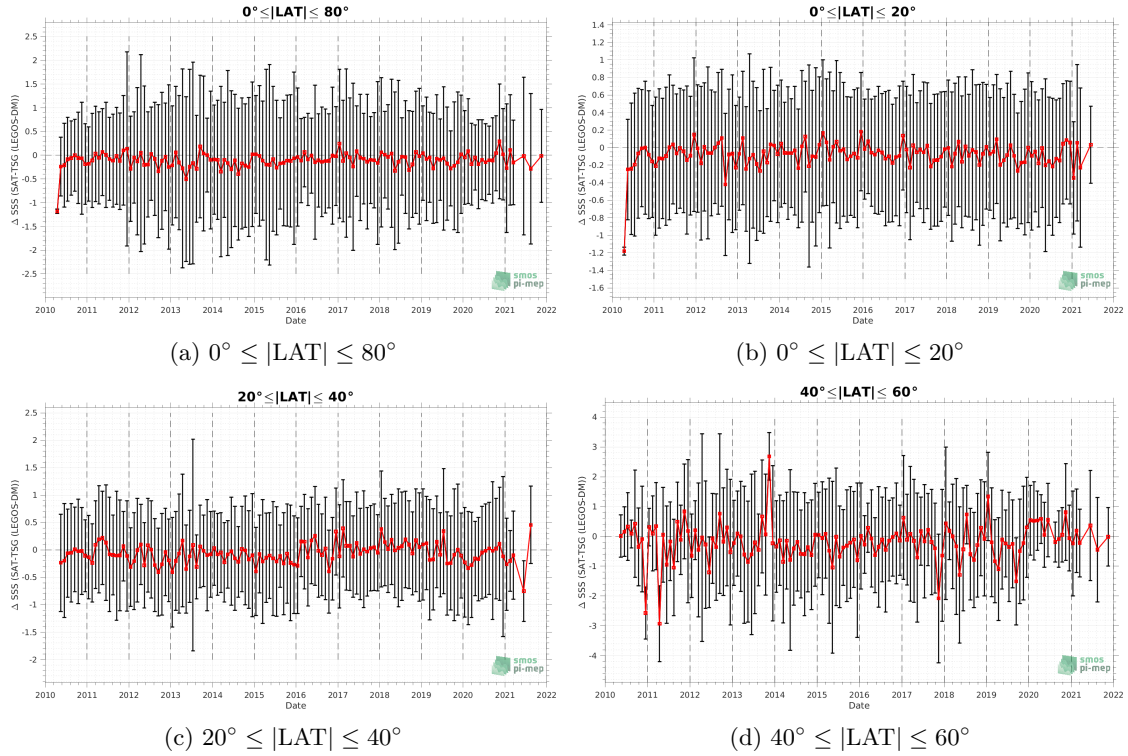 0°≤|LAT|≤ 80°
2.5
2
1.5
1
0.5
0
-0.5
-1
-1.5
-2
-2.5
Δ SSS (SAT-TSG (LEGOS-DM))
2010 2011 2012 2013 2014 2015 2016 2017 2018 2019 2020 2021 2022
Date
smos
pi-mep
(a) 0° ≤ |LAT| ≤ 80°
0°≤|LAT|≤ 20°
1.4
1.2
1
0.8
0.6
0.4
0.2
0
-0.2
-0.4
-0.6
-0.8
-1
-1.2
-1.4
-1.6
Δ SSS (SAT-TSG (LEGOS-DM))
2010 2011 2012 2013 2014 2015 2016 2017 2018 2019 2020 2021 2022
Date
smos
pi-mep
(b) 0° ≤ |LAT| ≤ 20°
20°≤|LAT|≤ 40°
2.5
2
1.5
1
0.5
0
-0.5
-1
-1.5
-2
Δ SSS (SAT-TSG (LEGOS-DM))
2010 2011 2012 2013 2014 2015 2016 2017 2018 2019 2020 2021 2022
Date
smos
pi-mep
(c) 20° ≤ |LAT| ≤ 40°
40°≤|LAT|≤ 60°
4
3
2
1
0
-1
-2
-3
-4
Δ SSS (SAT-TSG (LEGOS-DM))
2010 2011 2012 2013 2014 2015 2016 2017 2018 2019 2020 2021 2022
Date
smos
pi-mep
(d) 40° ≤ |LAT| ≤ 60°